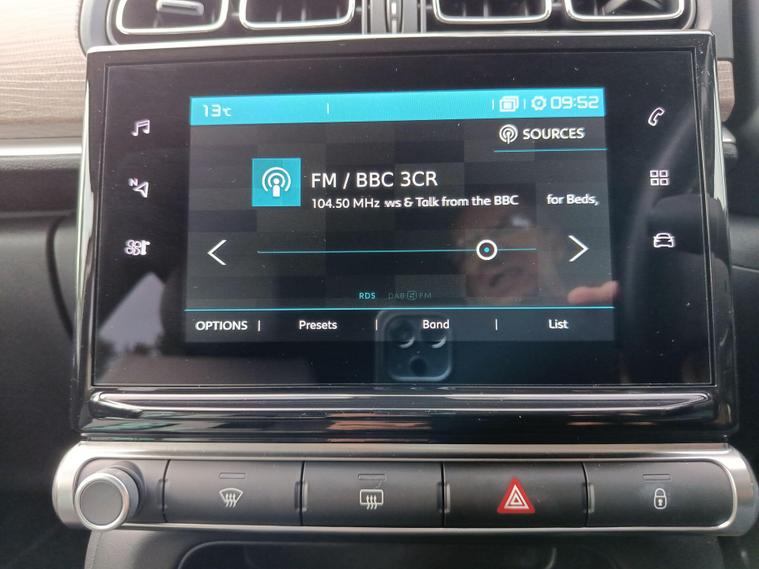 13℃ 09:52
SOURCES
N
FM / BBC 3CR
104.50 MHz ws & Talk from the BBC for Beds,
RDS DAB FM
OPTIONS | Presets | Band | List